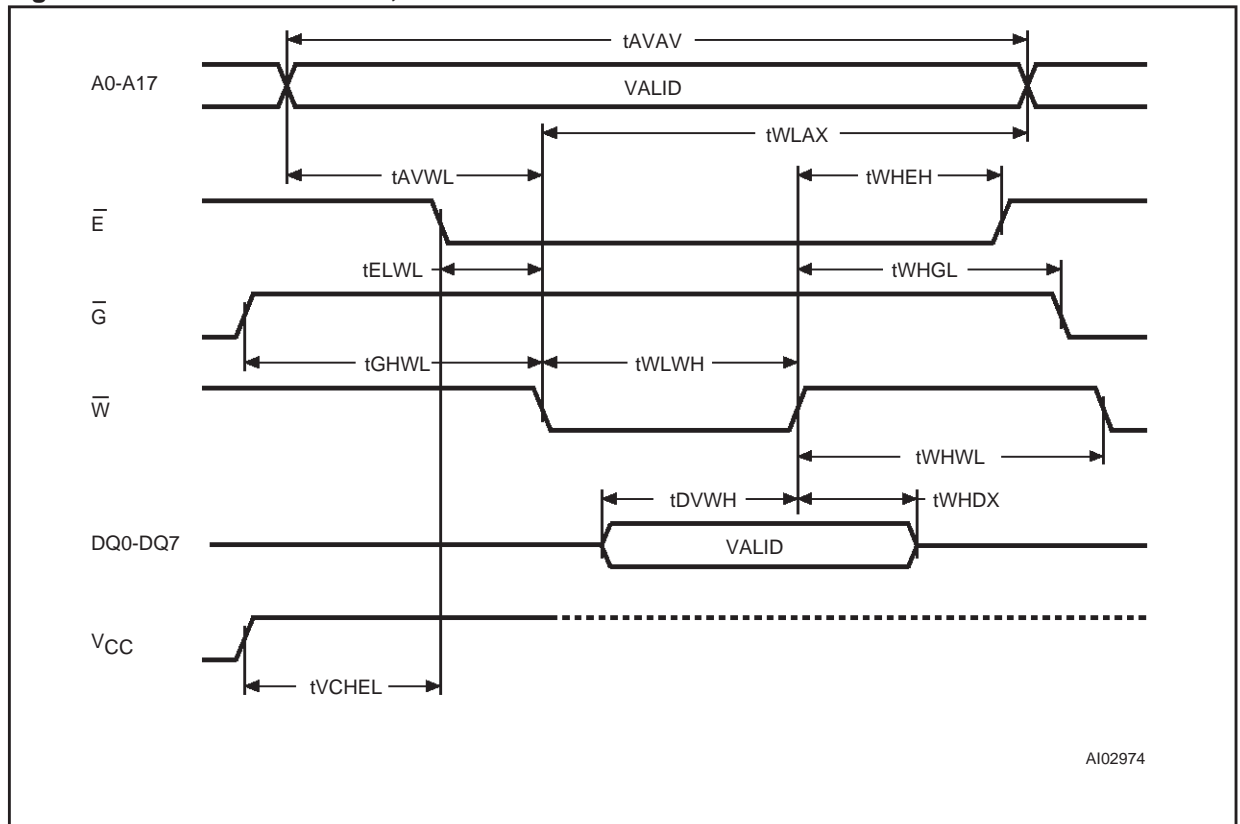 tAVAV
A0-A17
VALID
tWLAX
tAVWL
tWHEH
E
tELWL
tWHGL
G
tGHWL
tWLWH
W
tWHWL
tDVWH
tWHDX
DQ0-DQ7
VALID
VCC
tVCHEL
AI02974